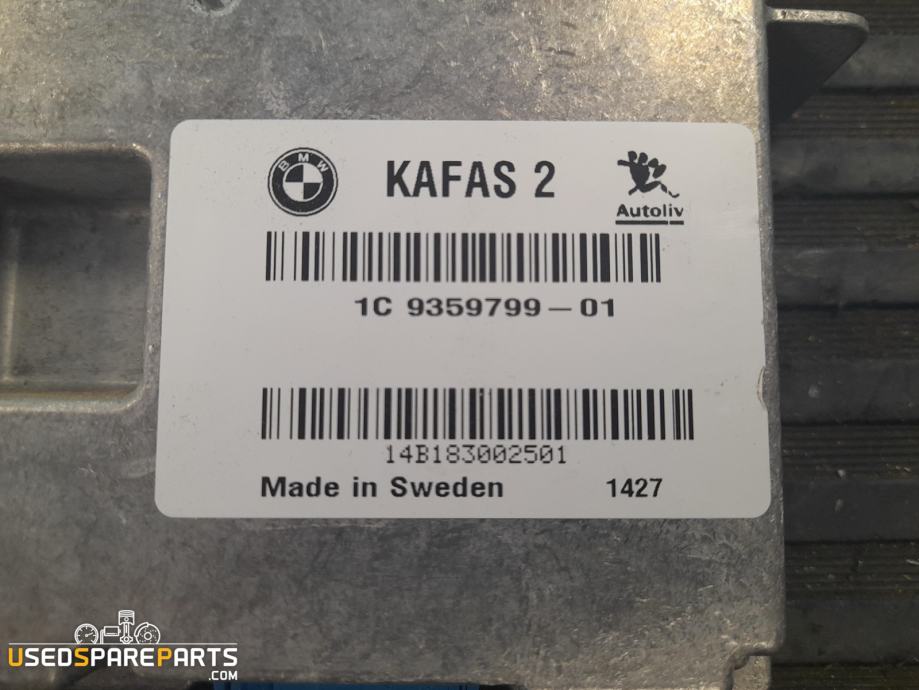 BMW
KAFAS 2
Autoliv
1C 9359799-01
14B183002501
Made in Sweden 1427
USEDSPAREPARTS
.COM